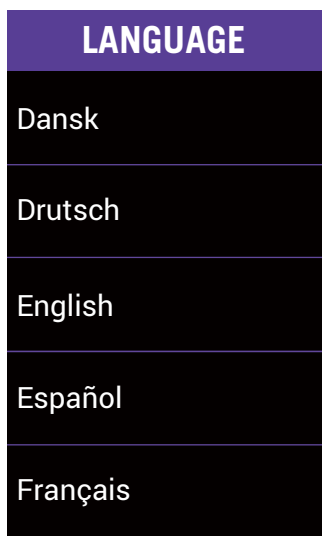 LANGUAGE
Dansk
Drutsch
English
Español
Français